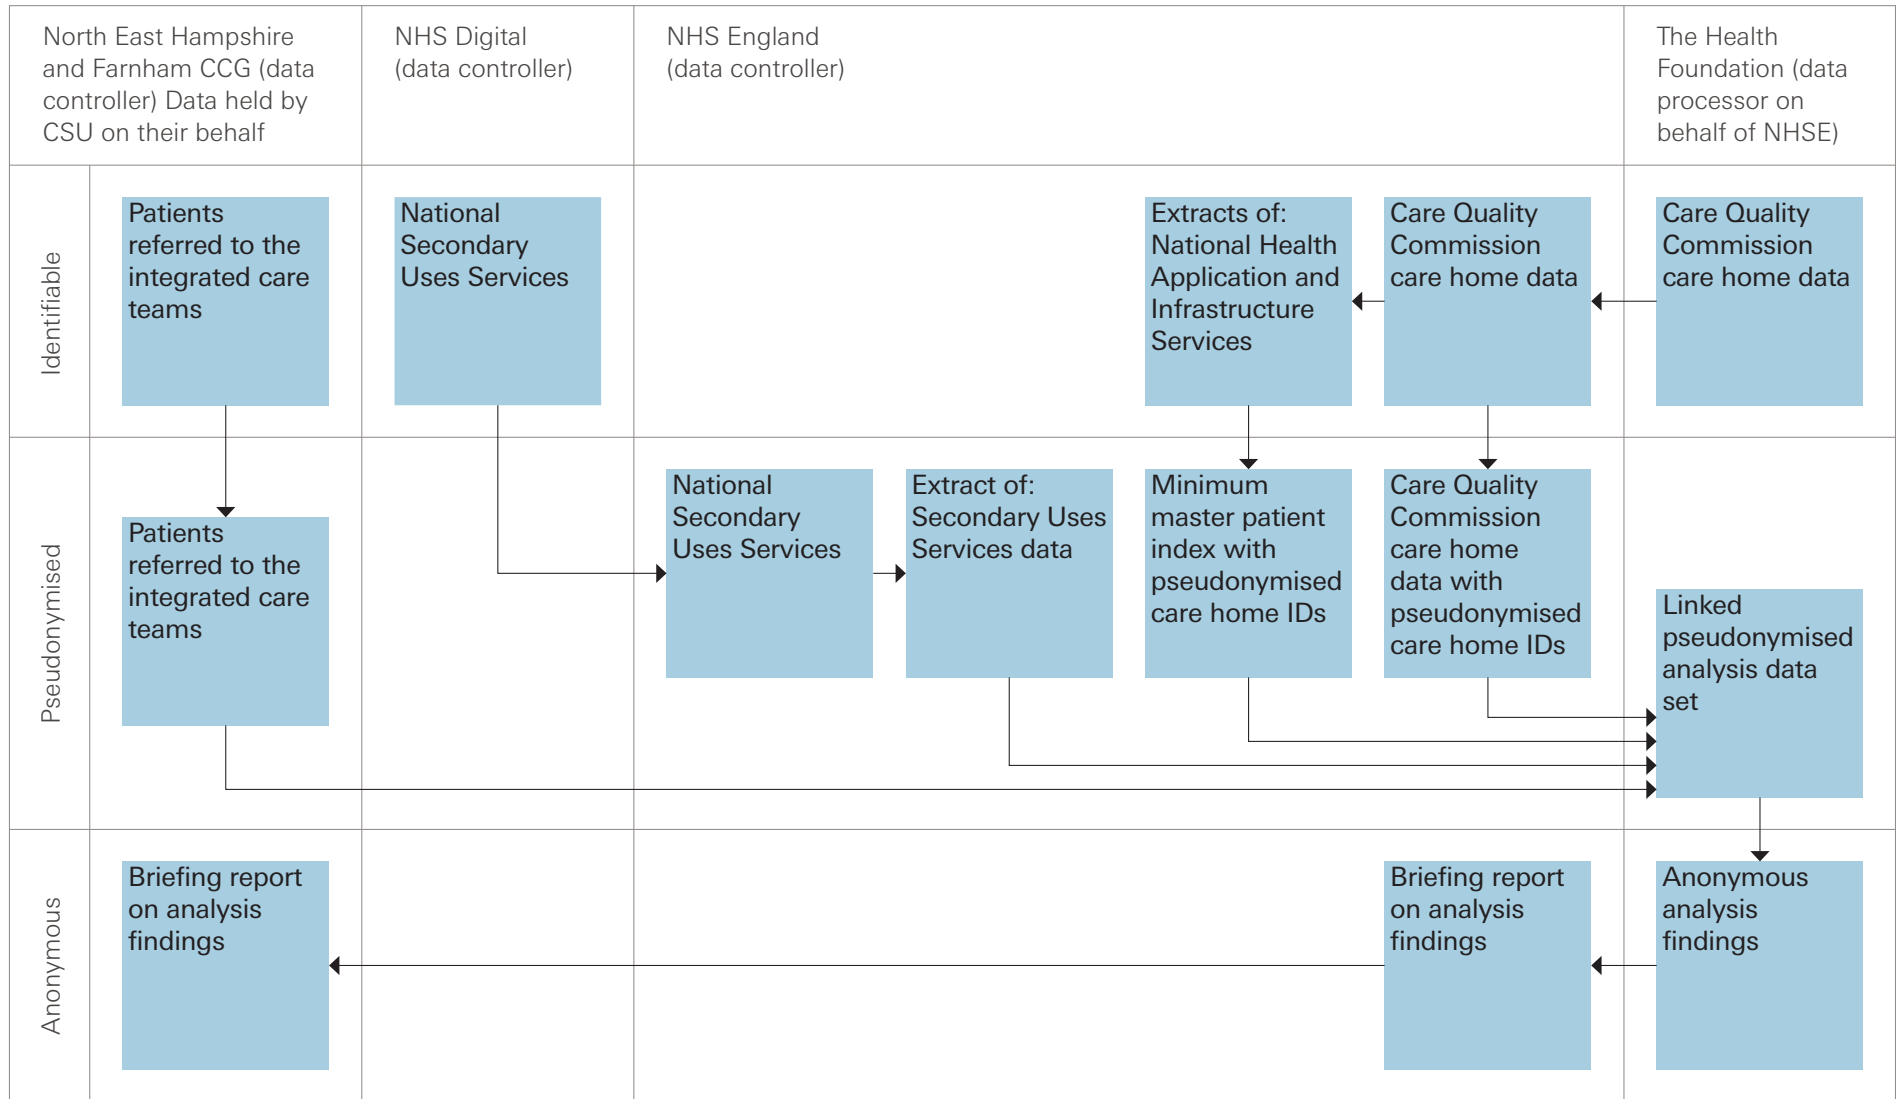 North East Hampshire
and Farnham CCG (data
controller) Data held by
CSU on their behalf
NHS Digital
(data controller)
NHS England
(data controller)
The Health
Foundation (data
processor on
behalf of NHSE)
Identifiable
Patients
referred to the
integrated care
teams
National
Secondary
Uses Services
Extracts of:
National Health
Application and
Infrastructure
Services
Care Quality
Commission
care home data
Care Quality
Commission
care home data
Pseudonymised
Patients
referred to the
integrated care
teams
National
Secondary
Uses Services
Extract of:
Secondary Uses
Services data
Minimum
master patient
index with
pseudonymised
care home IDs
Care Quality
Commission
care home
data with
pseudonymised
care home IDs
Linked
pseudonymised
analysis data
set
Anonymous
Briefing report
on analysis
findings
Briefing report
on analysis
findings
Anonymous
analysis
findings